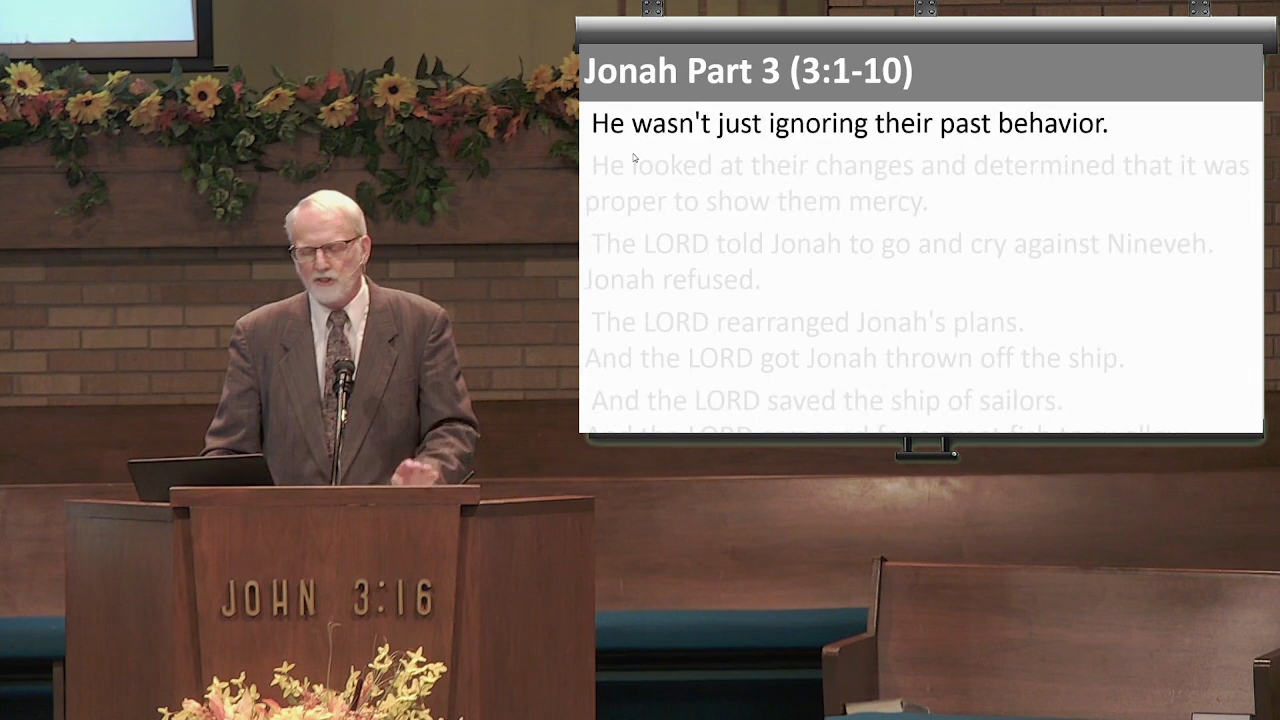 Jonah Part 3 (3:1-10)
He wasn't just ignoring their past behavior.
He looked at their changes and determined that it was
proper to show them mercy.
The LORD told Jonah to go and cry against Nineveh.
Jonah refused.
The LORD rearranged Jonah's plans.
And the LORD got Jonah thrown off the ship.
And the LORD saved the ship of sailors.
And the LORD
JOHN 3:16